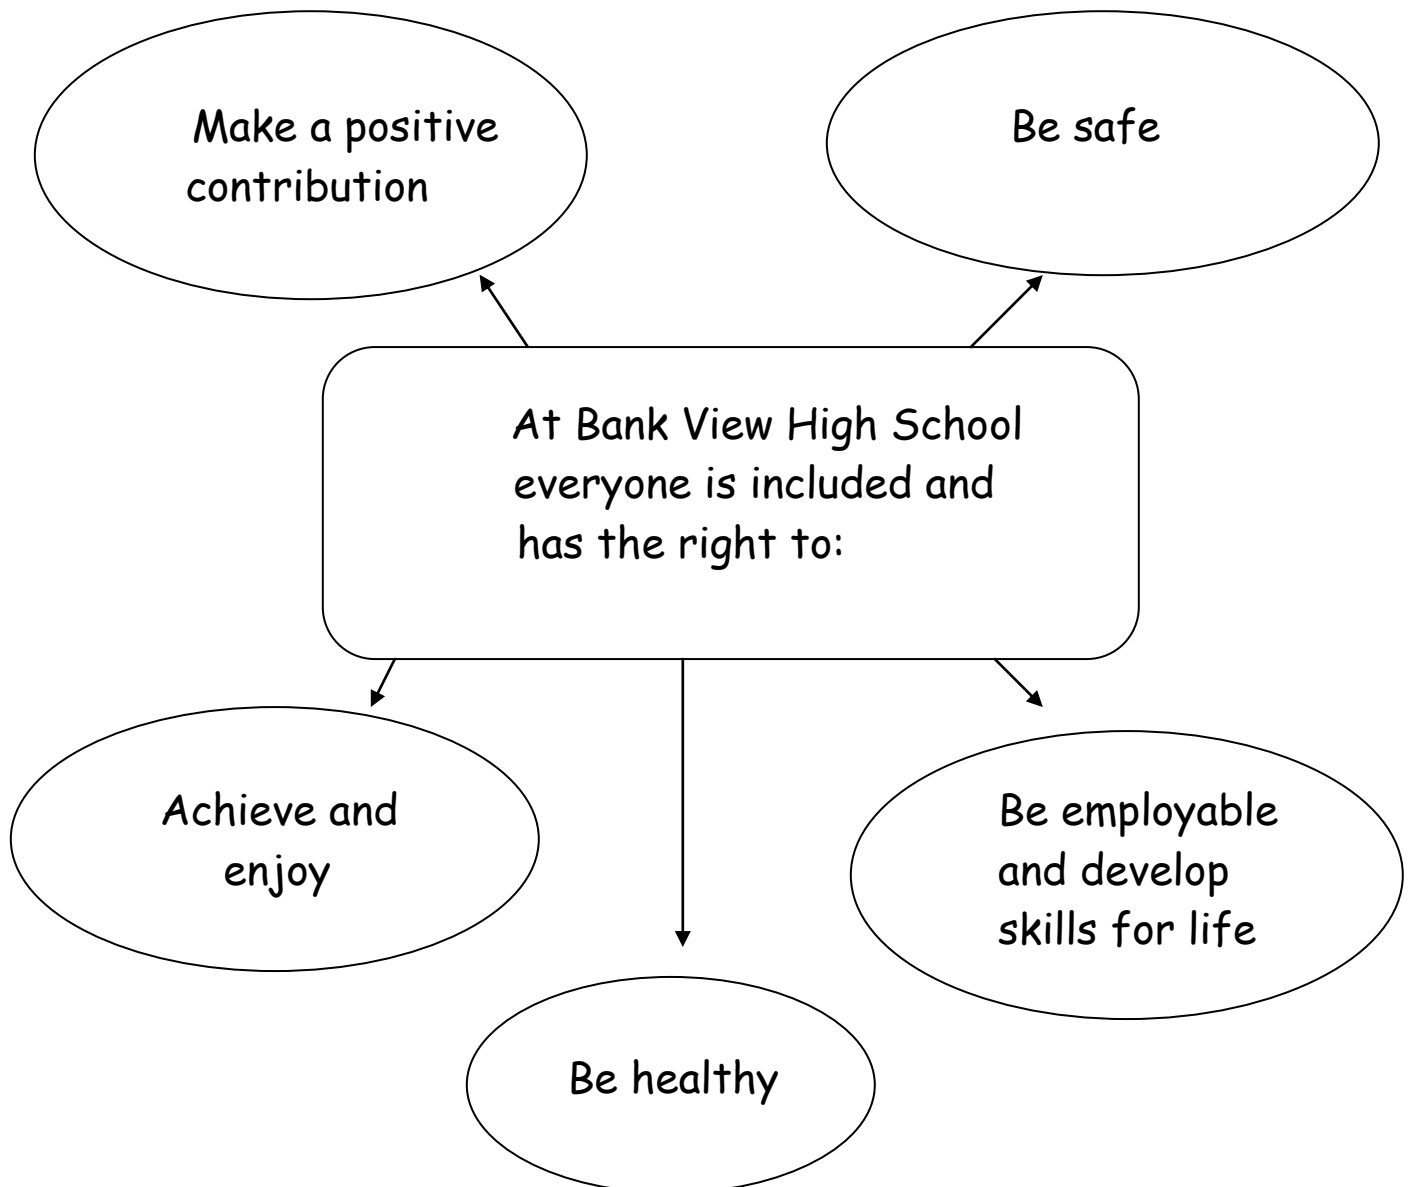 Make a positive
contribution
Be safe
At Bank View High School
everyone is included and
has the right to:
Achieve and
enjoy
Be employable
and develop
skills for life
Be healthy